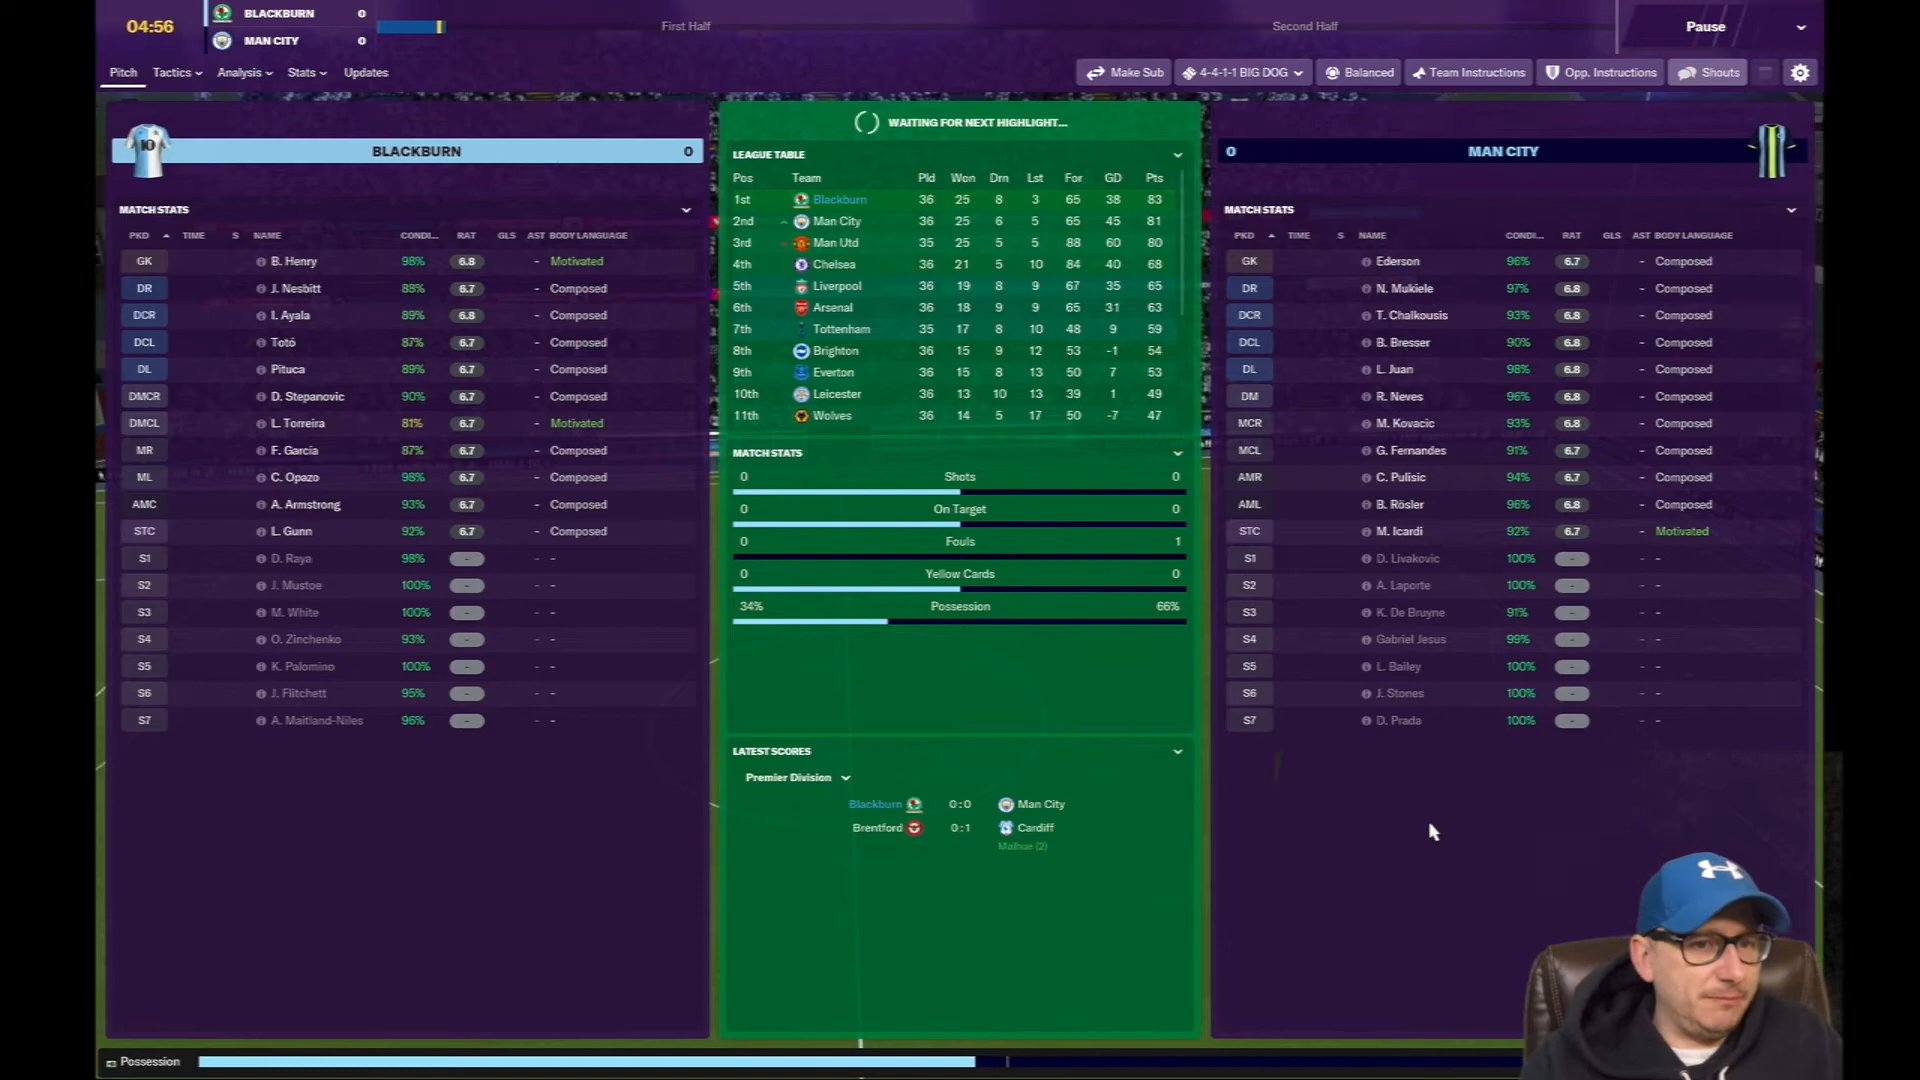 04:56
BLACKBURN 0
MAN CITY 0
First Half
Second Half
Pause
Pitch Tactics Analysis Stats Updates
Make Sub 4-4-1-1 BIG DOG Balanced Team Instructions Opp. Instructions Shouts
10
BLACKBURN 0
MATCH STATS
PKD TIME S NAME CONDI... RAT GLS AST BODY LANGUAGE
GK B. Henry 98% 6.8 - Motivated
DR J. Nesbitt 88% 6.7 - Composed
DCR I. Ayala 89% 6.8 - Composed
DCL Totó 87% 6.7 - Composed
DL Pituca 89% 6.7 - Composed
DMCR D. Stepanovic 90% 6.7 - Composed
DMCL L. Torreira 81% 6.7 - Motivated
MR F. García 87% 6.7 - Composed
ML C. Opazo 98% 6.7 - Composed
AMC A. Armstrong 93% 6.7 - Composed
STC L. Gunn 92% 6.7 - Composed
S1 D. Raya 98% - - -
S2 J. Mustoe 100% - - -
S3 M. White 100% - - -
S4 O. Zinchenko 93% - - -
S5 K. Palomino 100% - - -
S6 J. Flitchett 95% - - -
S7 A. Maitland-Niles 96% - - -
WAITING FOR NEXT HIGHLIGHT...
LEAGUE TABLE
Pos Team Pld Won Drn Lst For GD Pts
1st Blackburn 36 25 8 3 65 38 83
2nd Man City 36 25 6 5 65 45 81
3rd Man Utd 35 25 5 5 88 60 80
4th Chelsea 36 21 5 10 84 40 68
5th Liverpool 36 19 8 9 67 35 65
6th Arsenal 36 18 9 9 65 31 63
7th Tottenham 35 17 8 10 48 9 59
8th Brighton 36 15 9 12 53 -1 54
9th Everton 36 15 8 13 50 7 53
10th Leicester 36 13 10 13 39 1 49
11th Wolves 36 14 5 17 50 -7 47
MATCH STATS
0 Shots 0
0 On Target 0
0 Fouls 1
0 Yellow Cards 0
34% Possession 66%
LATEST SCORES
Premier Division
Blackburn 0:0 Man City
Brentford 0:1 Cardiff
Malhue (2)
0 MAN CITY
MATCH STATS
PKD TIME S NAME CONDI... RAT GLS AST BODY LANGUAGE
GK Ederson 96% 6.7 - Composed
DR N. Mukiele 97% 6.8 - Composed
DCR T. Chalkousis 93% 6.8 - Composed
DCL B. Bresser 90% 6.8 - Composed
DL L. Juan 98% 6.8 - Composed
DM R. Neves 96% 6.8 - Composed
MCR M. Kovacic 93% 6.8 - Composed
MCL G. Fernandes 91% 6.7 - Composed
AMR C. Pulisic 94% 6.7 - Composed
AML B. Rösler 96% 6.8 - Composed
STC M. Icardi 92% 6.7 - Motivated
S1 D. Livakovic 100% - - -
S2 A. Laporte 100% - - -
S3 K. De Bruyne 91% - - -
S4 Gabriel Jesus 99% - - -
S5 L. Bailey 100% - - -
S6 J. Stones 100% - - -
S7 D. Prada 100% - - -
Possession